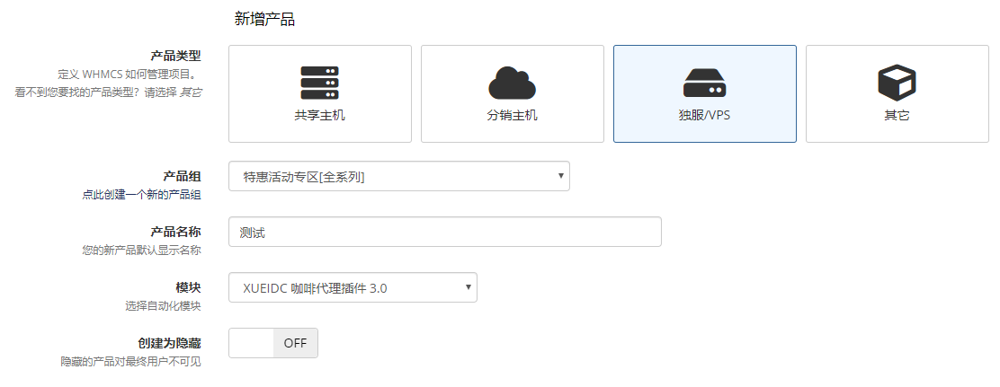 新增产品
产品类型
定义 WHMCS 如何管理项目。
看不到您要找的产品类型？请选择 其它
共享主机
分销主机
独服/VPS
其它
产品组
点此创建一个新的产品组
特惠活动专区[全系列]
产品名称
您的新产品默认显示名称
测试
模块
选择自动化模块
XUEIDC 咖啡代理插件 3.0
创建为隐藏
隐藏的产品对最终用户不可见
OFF